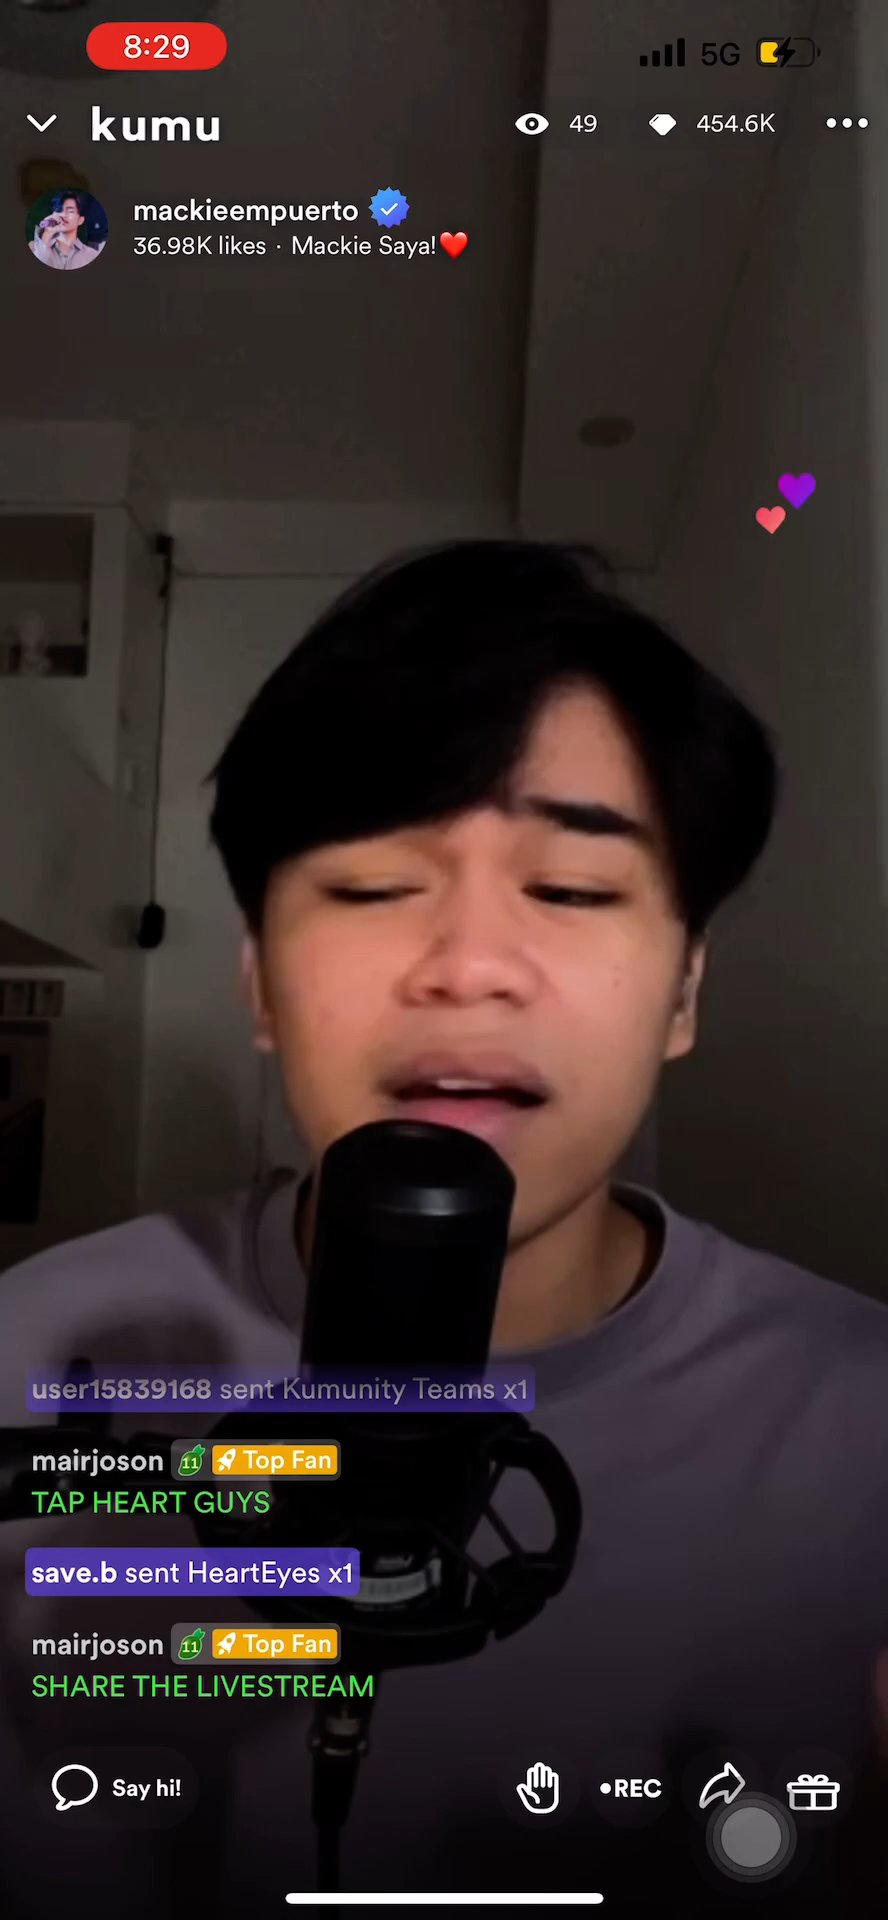 8:29
5G
kumu
49
454.6K
mackieempuerto
36.98K likes · Mackie Saya!❤️
user15839168 sent Kumunity Teams x1
mairjoson 11 Top Fan
TAP HEART GUYS
save.b sent HeartEyes x1
mairjoson 11 Top Fan
SHARE THE LIVESTREAM
Say hi!
•REC